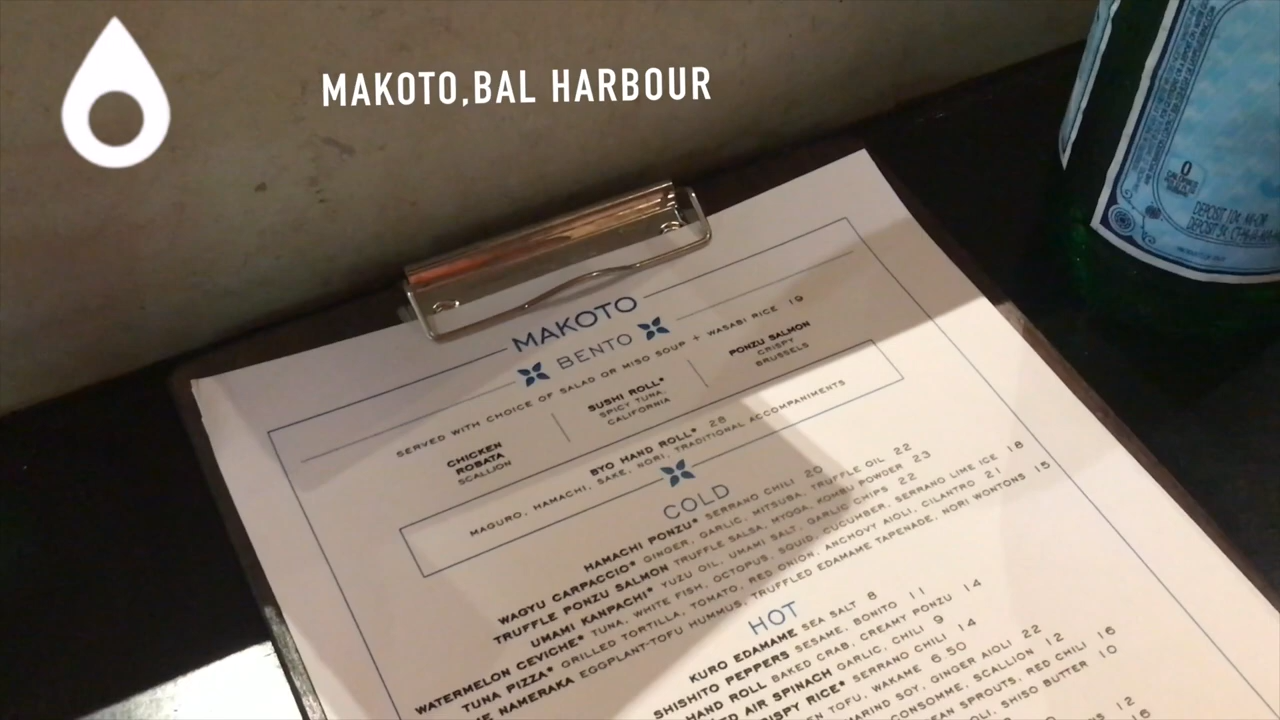 MAKOTO,BAL HARBOUR
MAKOTO
BENTO
SERVED WITH CHOICE OF SALAD OR MISO SOUP + WASABI RICE 19
CHICKEN
ROBATA
SCALLION
SUSHI ROLL*
SPICY TUNA,
CALIFORNIA
PONZU SALMON
CRISPY
BRUSSELS
BYO HAND ROLL* 28
MAGURO, HAMACHI, SAKE, NORI, TRADITIONAL ACCOMPANIMENTS
COLD
HAMACHI PONZU* SERRANO CHILI 20
WAGYU CARPACCIO* GINGER, GARLIC, MITSUBA, TRUFFLE OIL 22
TRUFFLE PONZU SALMON TRUFFLE SALSA, MYOGA, KOMBU POWDER 23
UMAMI KANPACHI* YUZU OIL, UMAMI SALT, GARLIC CHIPS 22
WATERMELON CEVICHE* TUNA, WHITE FISH, OCTOPUS, SQUID, CUCUMBER, SERRANO LIME ICE 18
TUNA PIZZA* GRILLED TORTILLA, TOMATO, RED ONION, ANCHOVY AIOLI, CILANTRO 21
NAMERAKA EGGPLANT-TOFU HUMMUS, TRUFFLED EDAMAME TAPENADE, NORI WONTONS 15
HOT
KURO EDAMAME SEA SALT 8
SHISHITO PEPPERS SESAME, BONITO 11
HAND ROLL BAKED CRAB, CREAMY PONZU 14
AIR SPINACH GARLIC, CHILI 9
CRISPY RICE* SERRANO CHILI 14
TOFU, WAKAME 6.50
SOY, GINGER AIOLI 22
CONSOMME, SCALLION 12
SPROUTS, RED CHILI 16
SHISO BUTTER 10
12
16
0
DEPOSIT
DEPOSIT